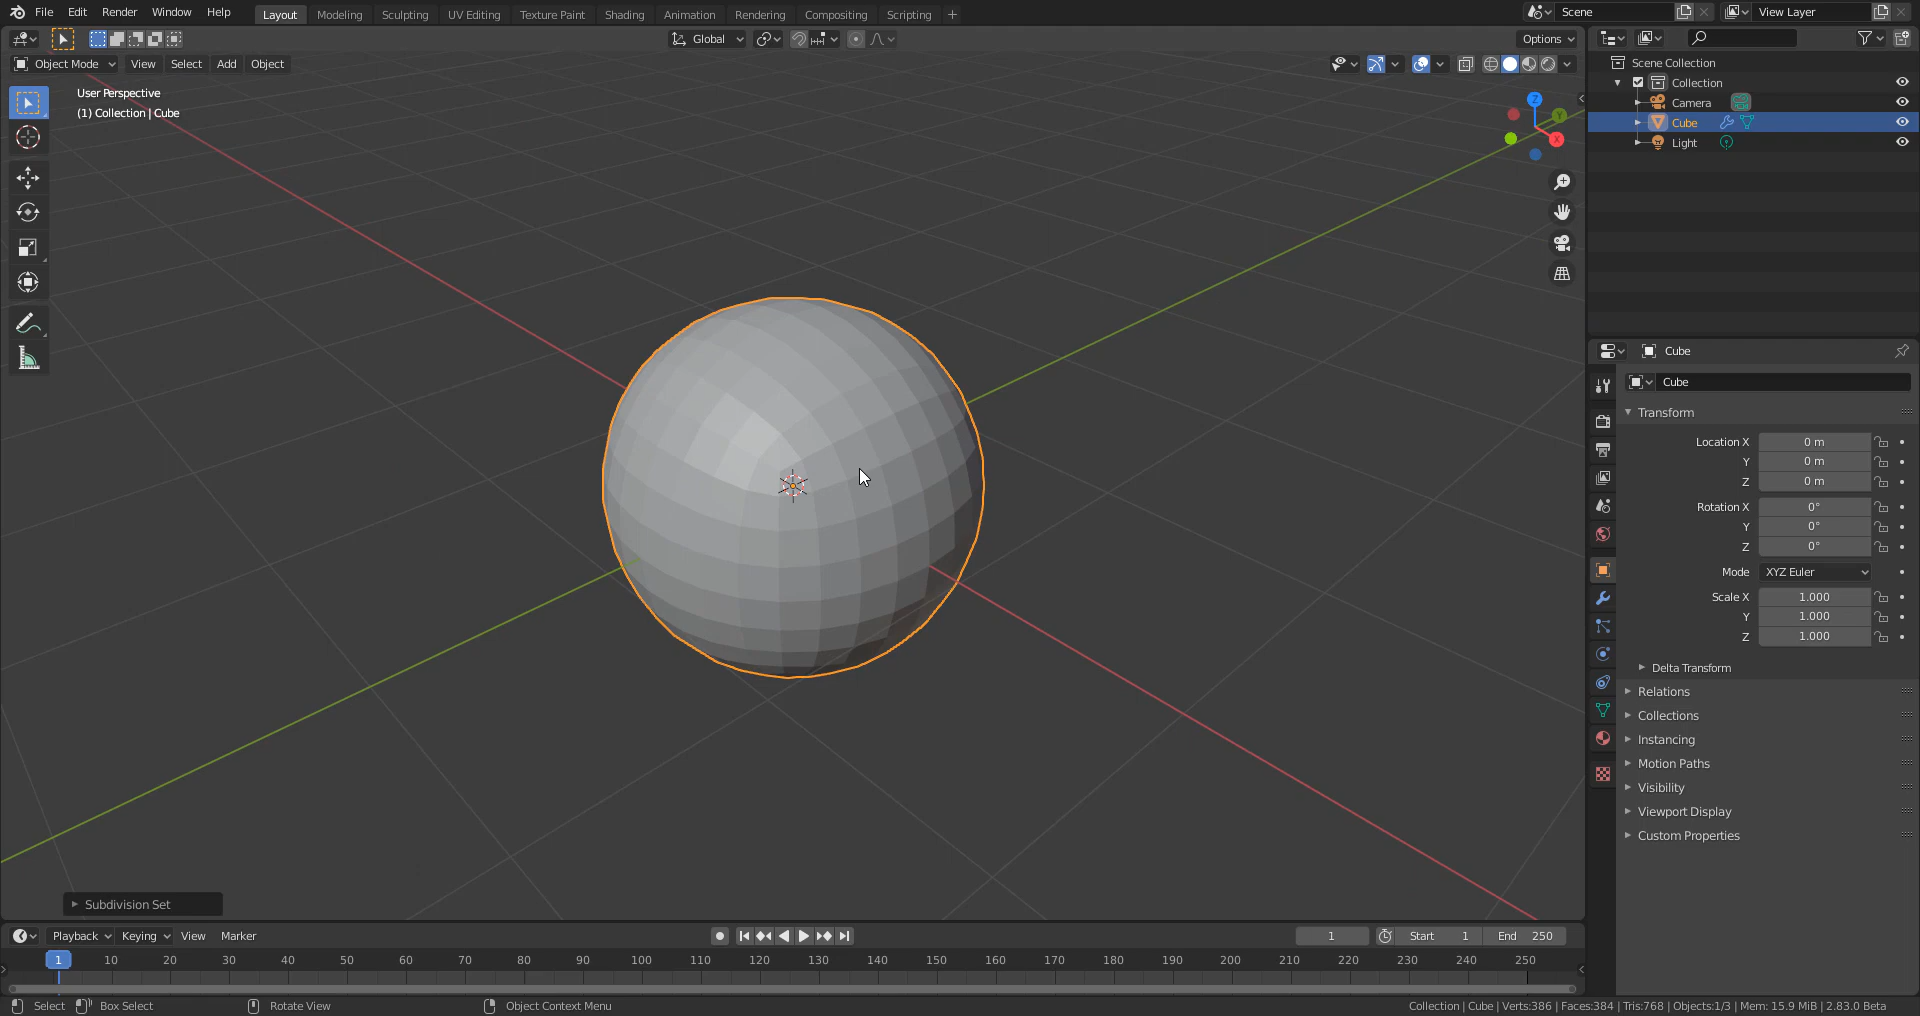 File Edit Render Window Help Layout Modeling Sculpting UV Editing Texture Paint Shading Animation Rendering Compositing Scripting + Scene View Layer
Global Options
Object Mode View Select Add Object
User Perspective
(1) Collection | Cube
Z
Y
X
Scene Collection
Collection
Camera
Cube
Light
Cube
Cube
Transform
Location X 0 m
Y 0 m
Z 0 m
Rotation X 0°
Y 0°
Z 0°
Mode XYZ Euler
Scale X 1.000
Y 1.000
Z 1.000
Delta Transform
Relations
Collections
Instancing
Motion Paths
Visibility
Viewport Display
Custom Properties
Subdivision Set
Playback Keying View Marker 1 Start 1 End 250
1 10 20 30 40 50 60 70 80 90 100 110 120 130 140 150 160 170 180 190 200 210 220 230 240 250
Select Box Select Rotate View Object Context Menu Collection | Cube | Verts:386 | Faces:384 | Tris:768 | Objects:1/3 | Mem: 15.9 MiB | 2.83.0 Beta